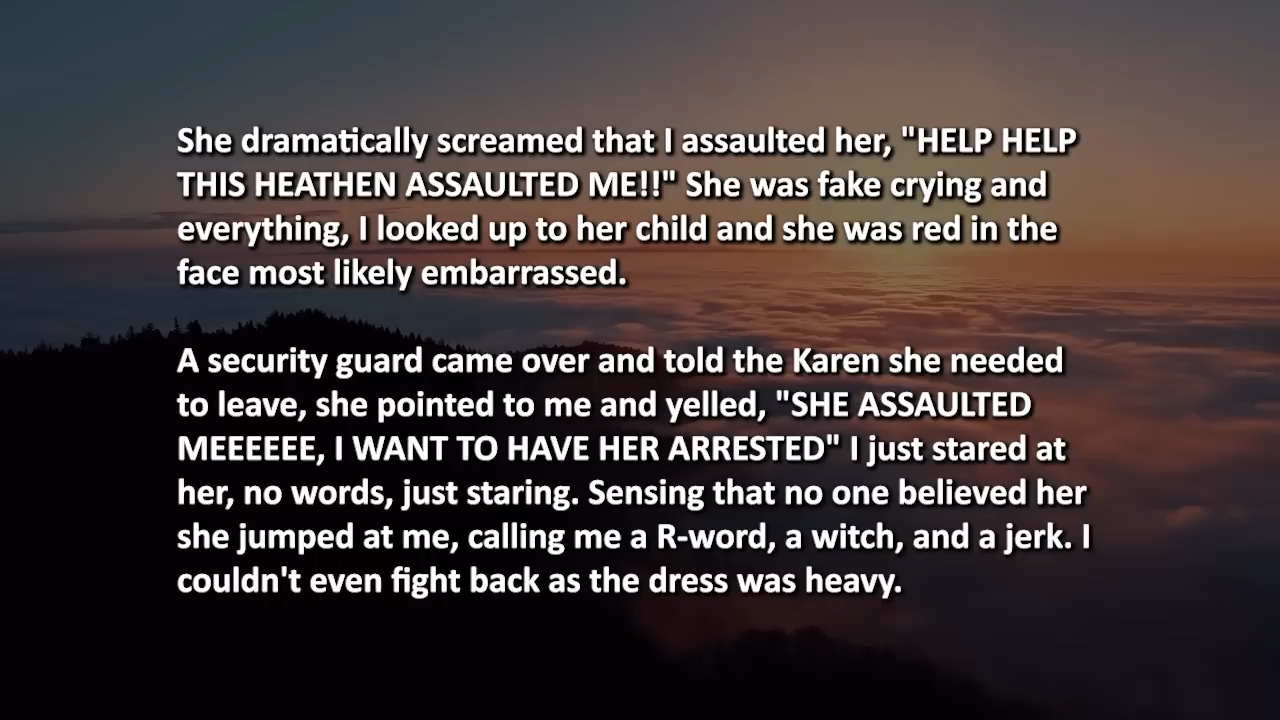 She dramatically screamed that I assaulted her, "HELP HELP
THIS HEATHEN ASSAULTED ME!!" She was fake crying and
everything, I looked up to her child and she was red in the
face most likely embarrassed.
A security guard came over and told the Karen she needed
to leave, she pointed to me and yelled, "SHE ASSAULTED
MEEEEEE, I WANT TO HAVE HER ARRESTED" I just stared at
her, no words, just staring. Sensing that no one believed her
she jumped at me, calling me a R-word, a witch, and a jerk. I
couldn't even fight back as the dress was heavy.